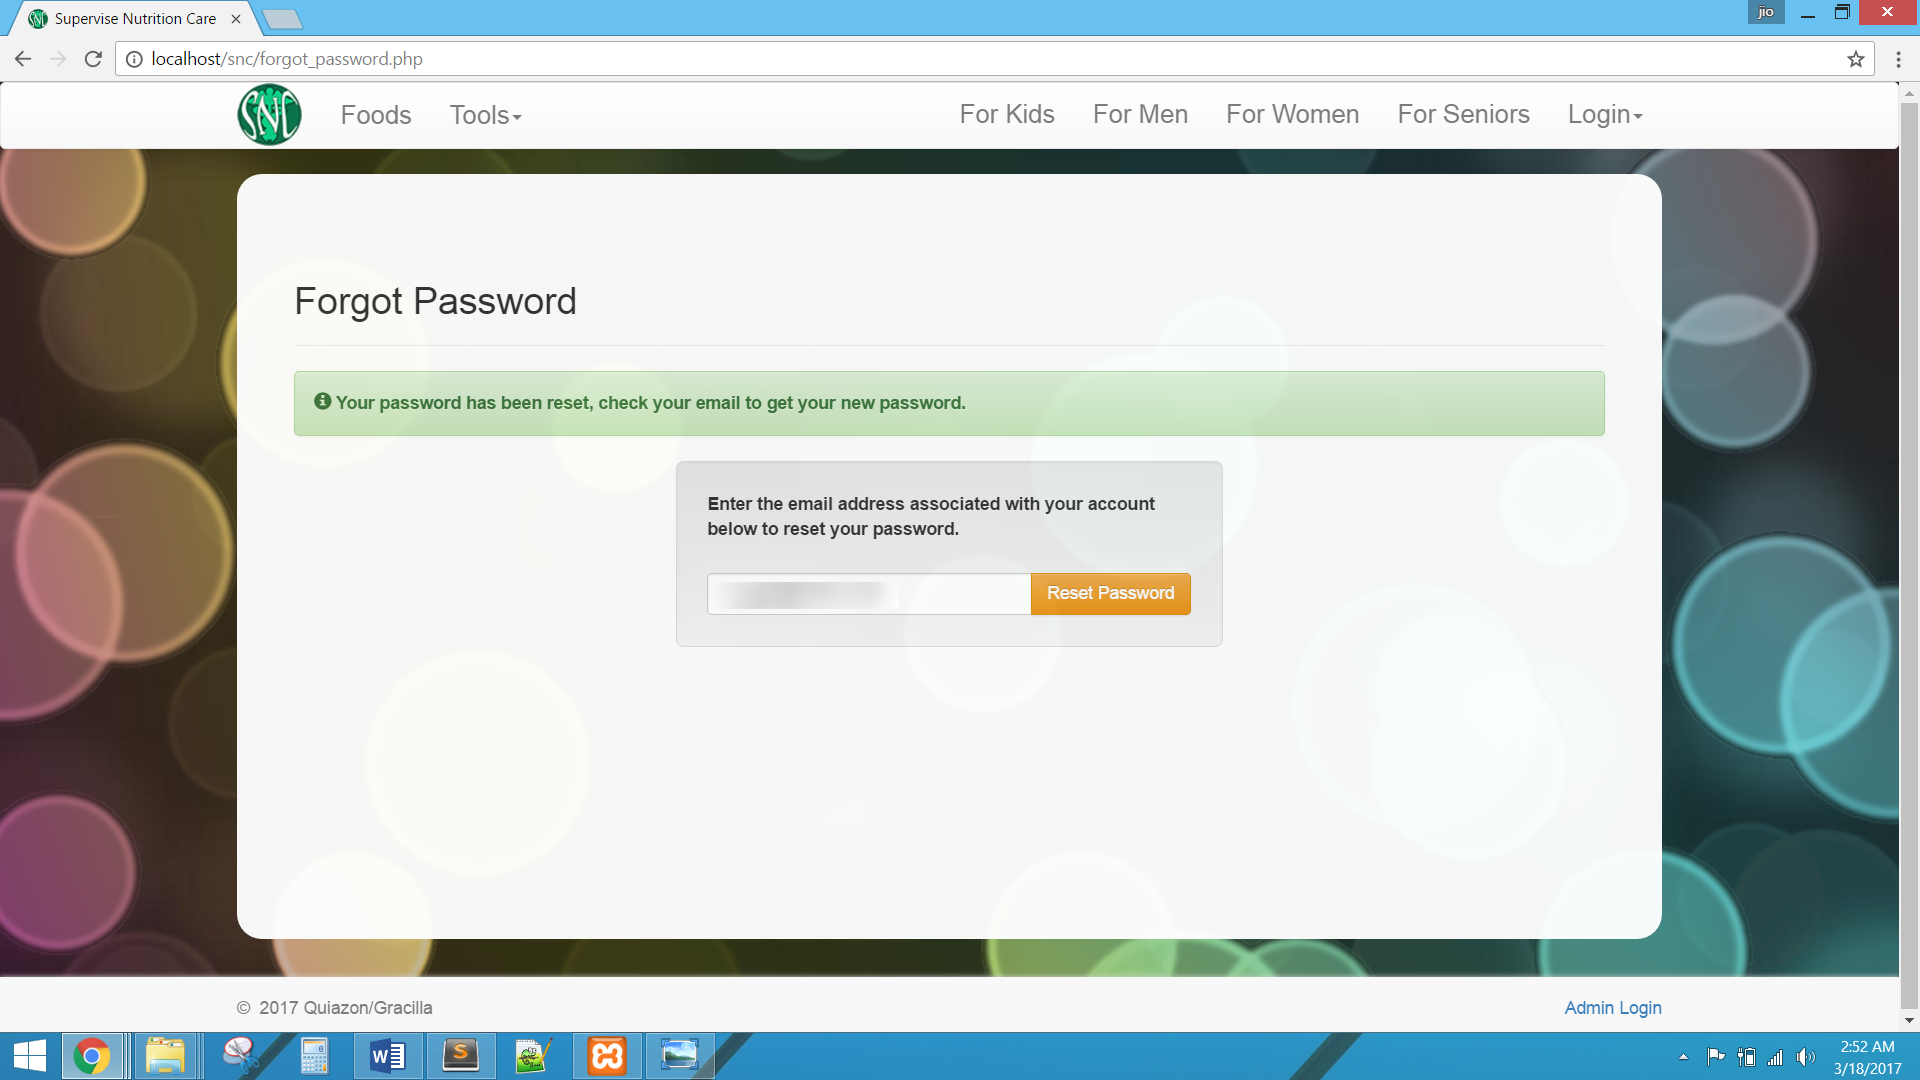 Supervise Nutrition Care
jio
localhost/snc/forgot_password.php
SNC
Foods
Tools
For Kids
For Men
For Women
For Seniors
Login
Forgot Password
Your password has been reset, check your email to get your new password.
Enter the email address associated with your account
below to reset your password.
Reset Password
© 2017 Quiazon/Gracilla
Admin Login
2:52 AM
3/18/2017